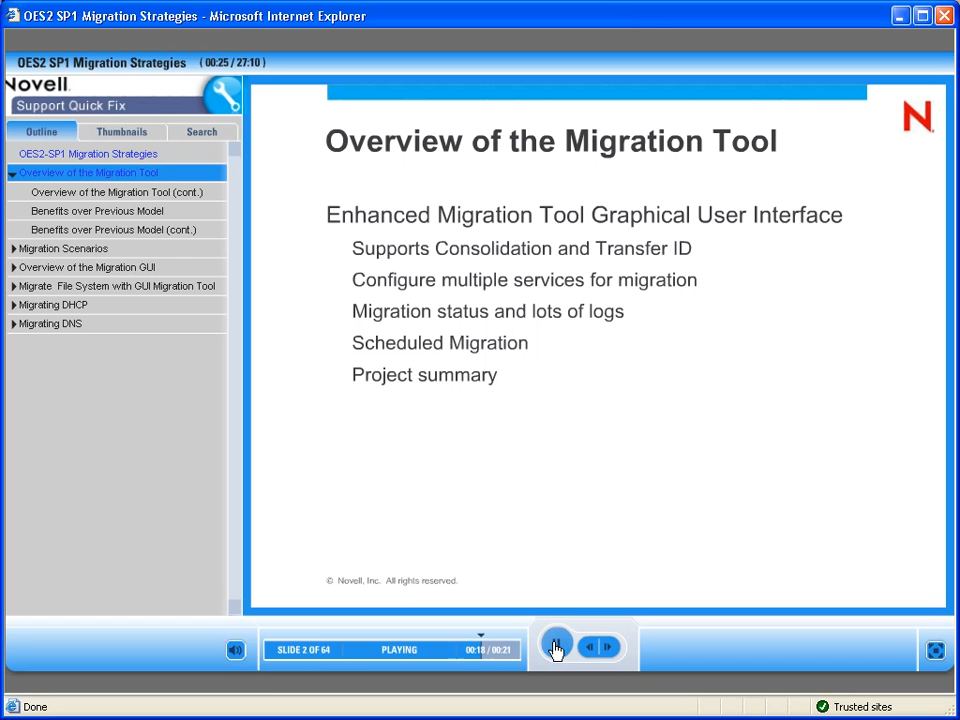 OES2 SP1 Migration Strategies - Microsoft Internet Explorer
OES2 SP1 Migration Strategies ( 00:25 / 27:10 )
Novell.
Support Quick Fix
Outline Thumbnails Search
OES2-SP1 Migration Strategies
Overview of the Migration Tool
Overview of the Migration Tool (cont.)
Benefits over Previous Model
Benefits over Previous Model (cont.)
Migration Scenarios
Overview of the Migration GUI
Migrate File System with GUI Migration Tool
Migrating DHCP
Migrating DNS
N
Overview of the Migration Tool
Enhanced Migration Tool Graphical User Interface
Supports Consolidation and Transfer ID
Configure multiple services for migration
Migration status and lots of logs
Scheduled Migration
Project summary
© Novell, Inc. All rights reserved.
SLIDE 2 OF 64 PLAYING 00:18 / 00:21
Done Trusted sites